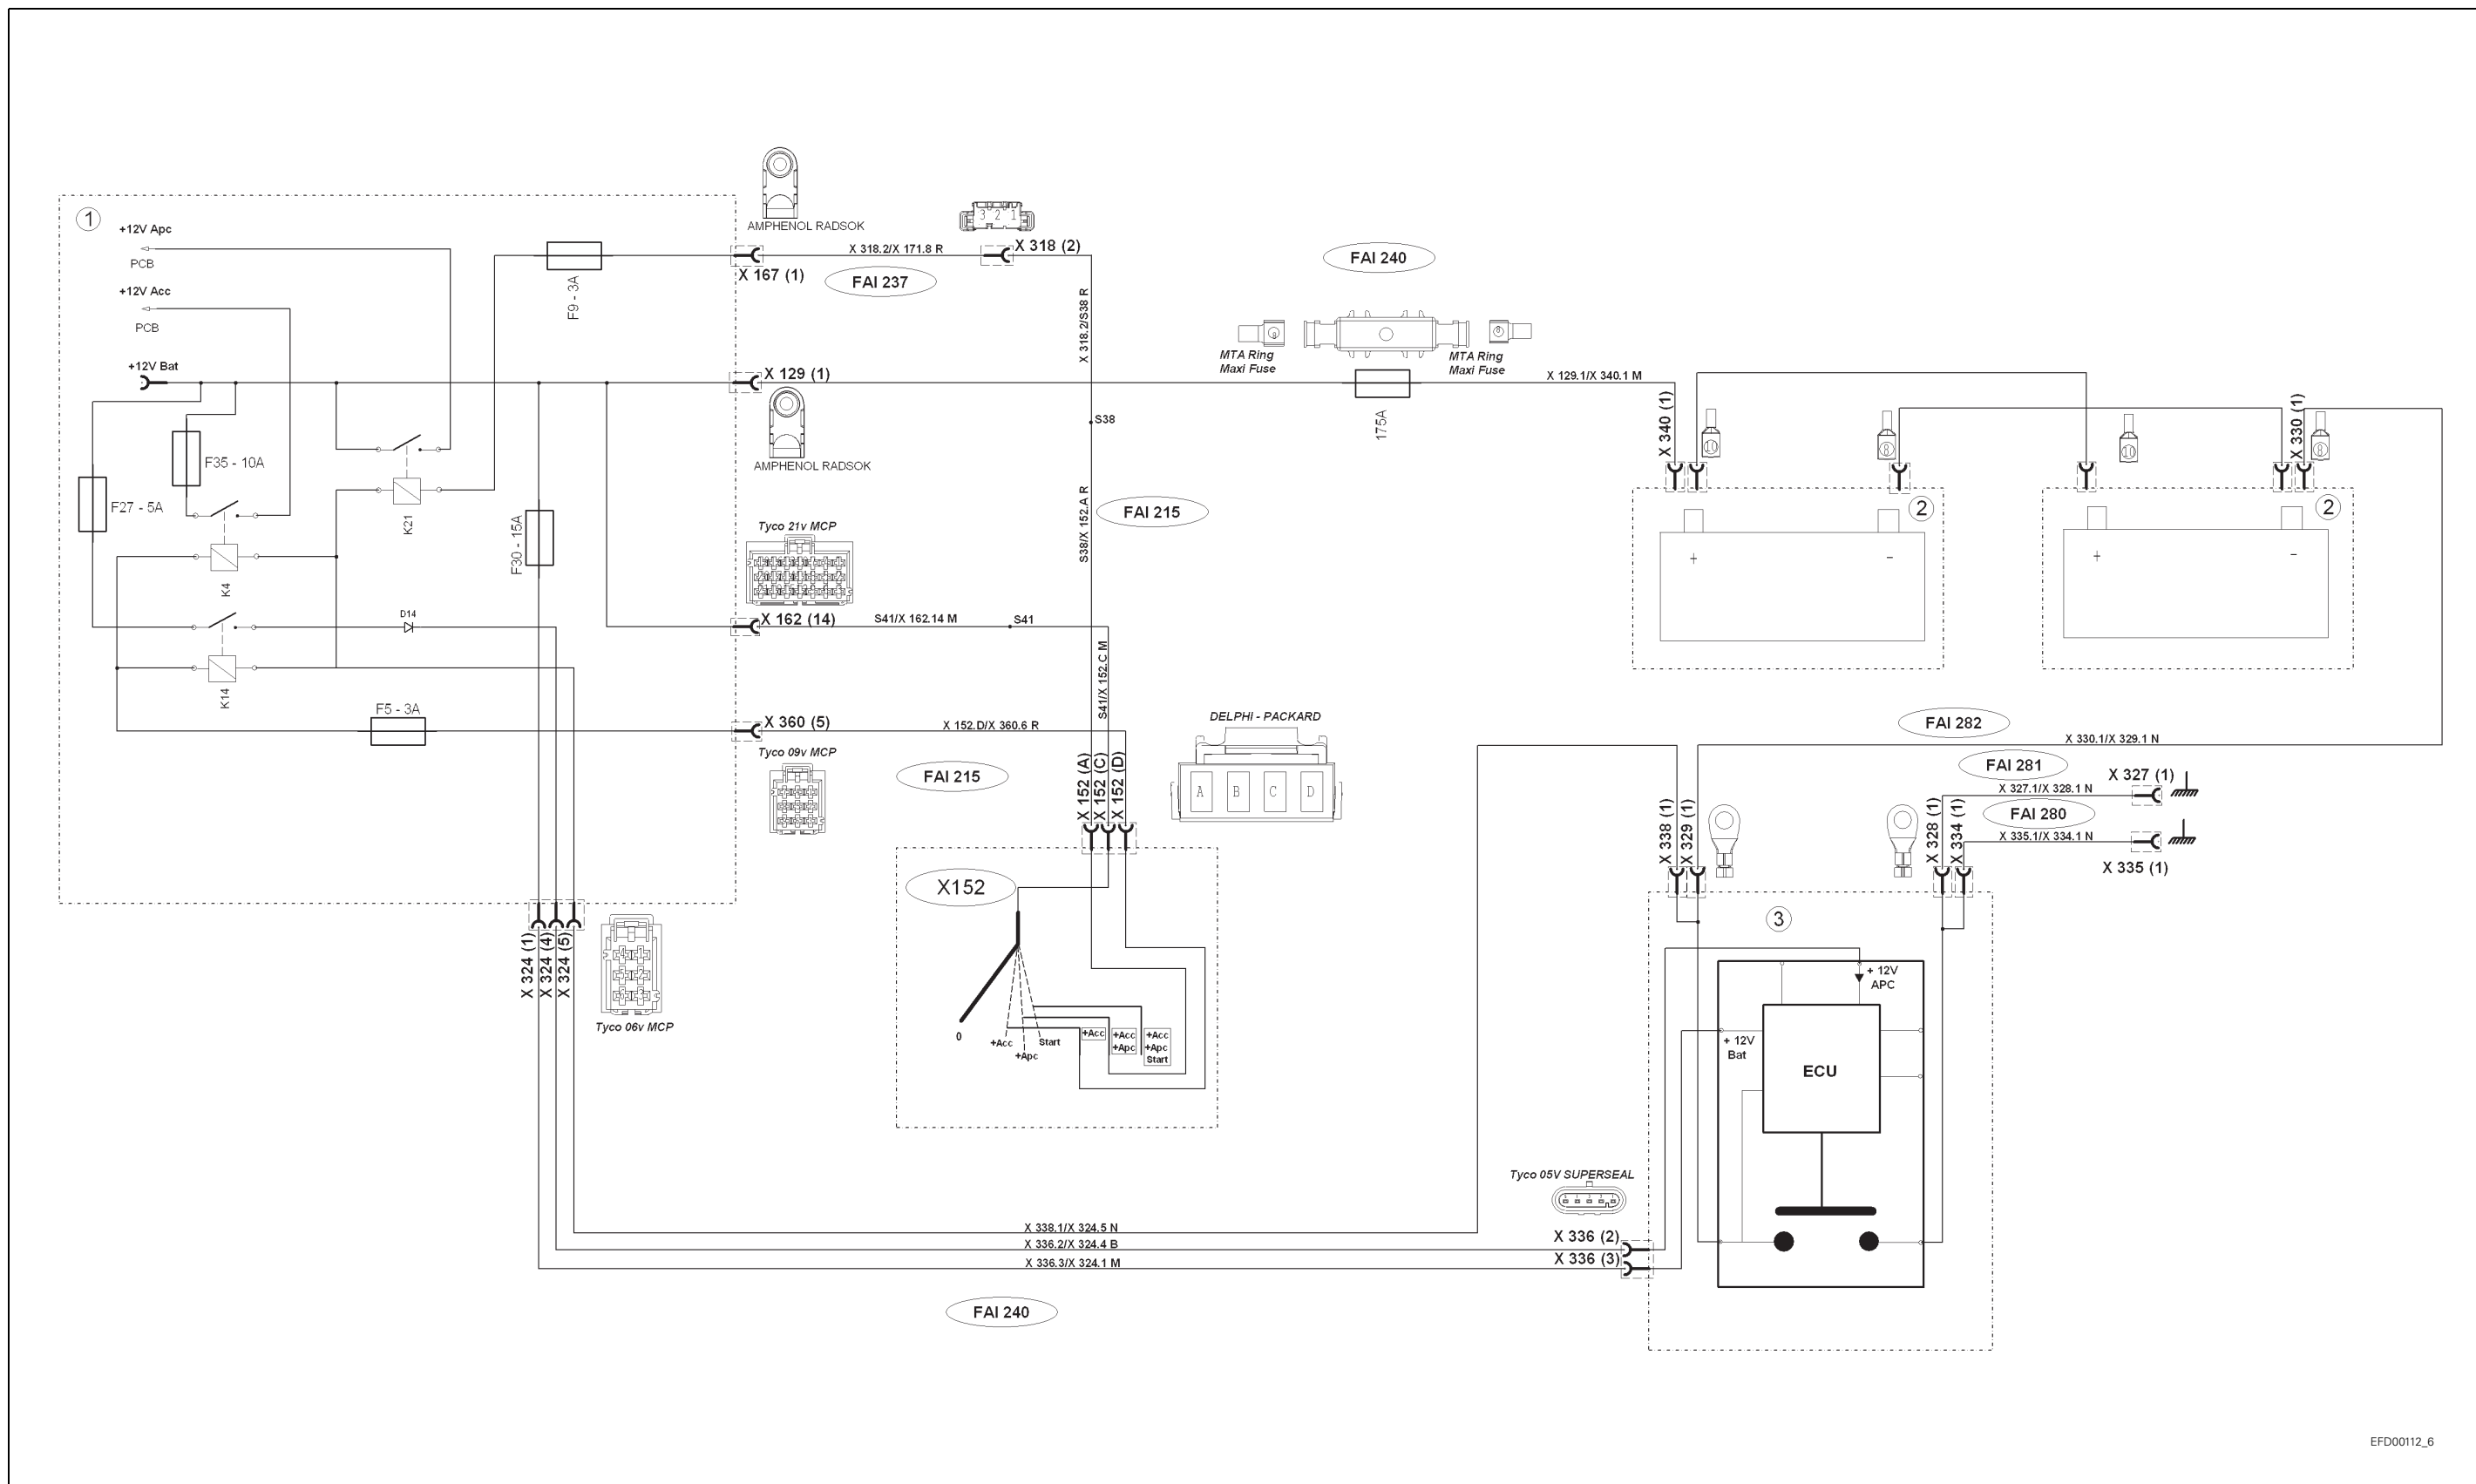 1
+12V Apc
PCB
+12V Acc
PCB
+12V Bat
F27 - 5A
F35 - 10A
K4
K14
K21
D14
F5 - 3A
F9 - 3A
F30 - 15A
AMPHENOL RADSOK
X 167 (1)
X 318.2/X 171.8 R
FAI 237
3 2 1
X 318 (2)
X 318.2/S38 R
X 129 (1)
AMPHENOL RADSOK
S38
S38/X 152.A R
FAI 215
Tyco 21v MCP
X 162 (14)
S41/X 162.14 M
S41
S41/X 152.C M
X 360 (5)
X 152.D/X 360.6 R
Tyco 09v MCP
FAI 215
X 152 (A)
X 152 (C)
X 152 (D)
DELPHI - PACKARD
A B C D
X152
0
+Acc
+Apc
Start
+Acc
+Acc
+Apc
+Acc
+Apc
Start
X 324 (1)
X 324 (4)
X 324 (5)
Tyco 06v MCP
X 338.1/X 324.5 N
X 336.2/X 324.4 B
X 336.3/X 324.1 M
FAI 240
FAI 240
MTA Ring
Maxi Fuse
MTA Ring
Maxi Fuse
8
175A
X 129.1/X 340.1 M
X 340 (1)
10
8
2
+
-
10
X 330 (1)
8
2
+
-
FAI 282
X 330.1/X 329.1 N
FAI 281
X 327 (1)
X 327.1/X 328.1 N
FAI 280
X 335.1/X 334.1 N
X 335 (1)
X 338 (1)
X 329 (1)
X 328 (1)
X 334 (1)
3
+ 12V
APC
+ 12V
Bat
ECU
Tyco 05V SUPERSEAL
X 336 (2)
X 336 (3)
EFD00112_6